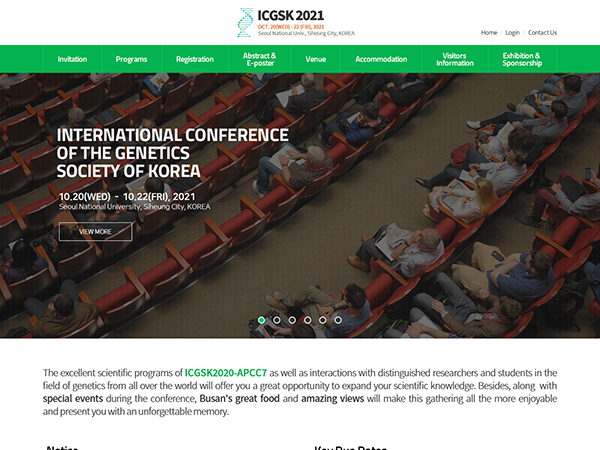 ICGSK 2021
OCT. 20(WED) - 22 (FRI), 2021
Seoul National Univ., Siheung City, KOREA
Home | Login | Contact Us
Invitation
Programs
Registration
Abstract &
E-poster
Venue
Accommodation
Visitors
Information
Exhibition &
Sponsorship
INTERNATIONAL CONFERENCE
OF THE GENETICS
SOCIETY OF KOREA
10.20(WED) - 10.22(FRI), 2021
Seoul National University, Siheung City, KOREA
VIEW MORE
The excellent scientific programs of ICGSK2020-APCC7 as well as interactions with distinguished researchers and students in the
field of genetics from all over the world will offer you a great opportunity to expand your scientific knowledge. Besides, along with
special events during the conference, Busan's great food and amazing views will make this gathering all the more enjoyable
and present you with an unforgettable memory.
Notice
Key Due Dates